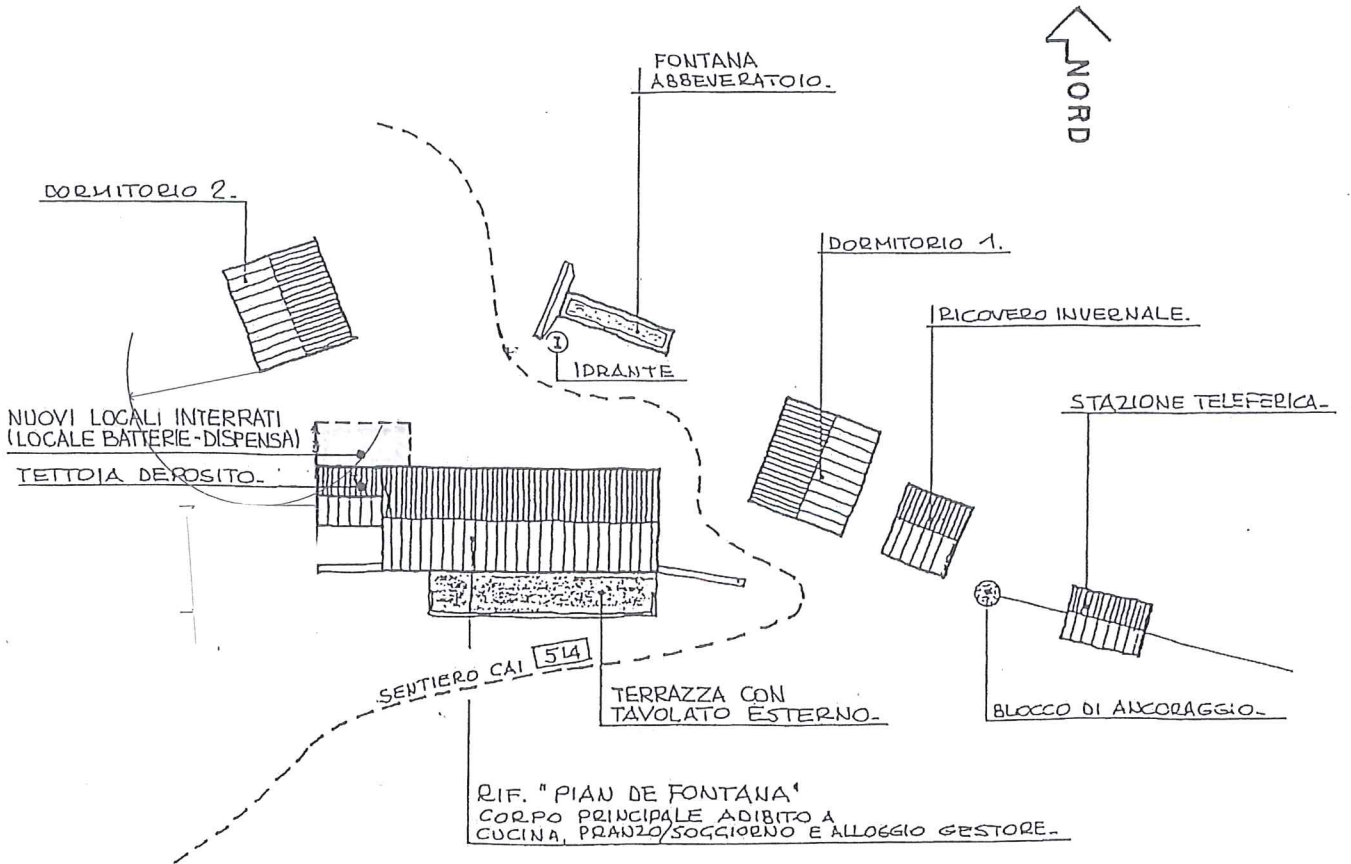 FONTANA
ABBEVERATOIO.
NORD
DORMITORIO 2.
DORMITORIO 1.
RICOVERO INVERNALE.
I
IDRANTE
STAZIONE TELEFERICA-
NUOVI LOCALI INTERRATI
(LOCALE BATTERIE-DISPENSA)
TETTOIA DEPOSITO-
SENTIERO CAI 514
TERRAZZA CON
TAVOLATO ESTERNO-
BLOCCO DI ANCORAGGIO-
RIF. "PIAN DE FONTANA"
CORPO PRINCIPALE ADIBITO A
CUCINA, PRANZO/SOGGIORNO E ALLOGGIO GESTORE-